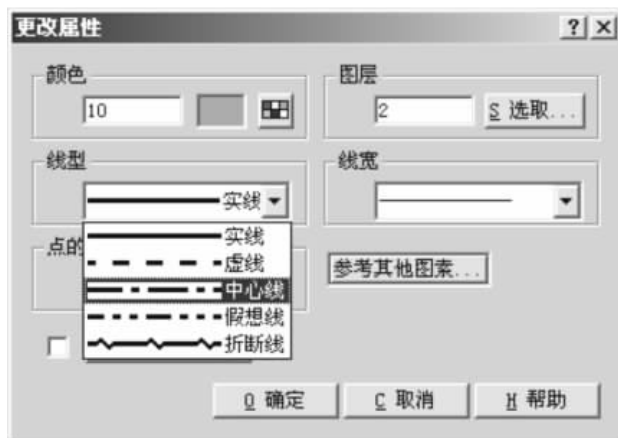 更改属性
颜色
图层
10
2
S 选取...
线型
线宽
实线
点的
实线
虚线
中心线
假想线
折断线
参考其他图素...
O 确定
C 取消
H 帮助